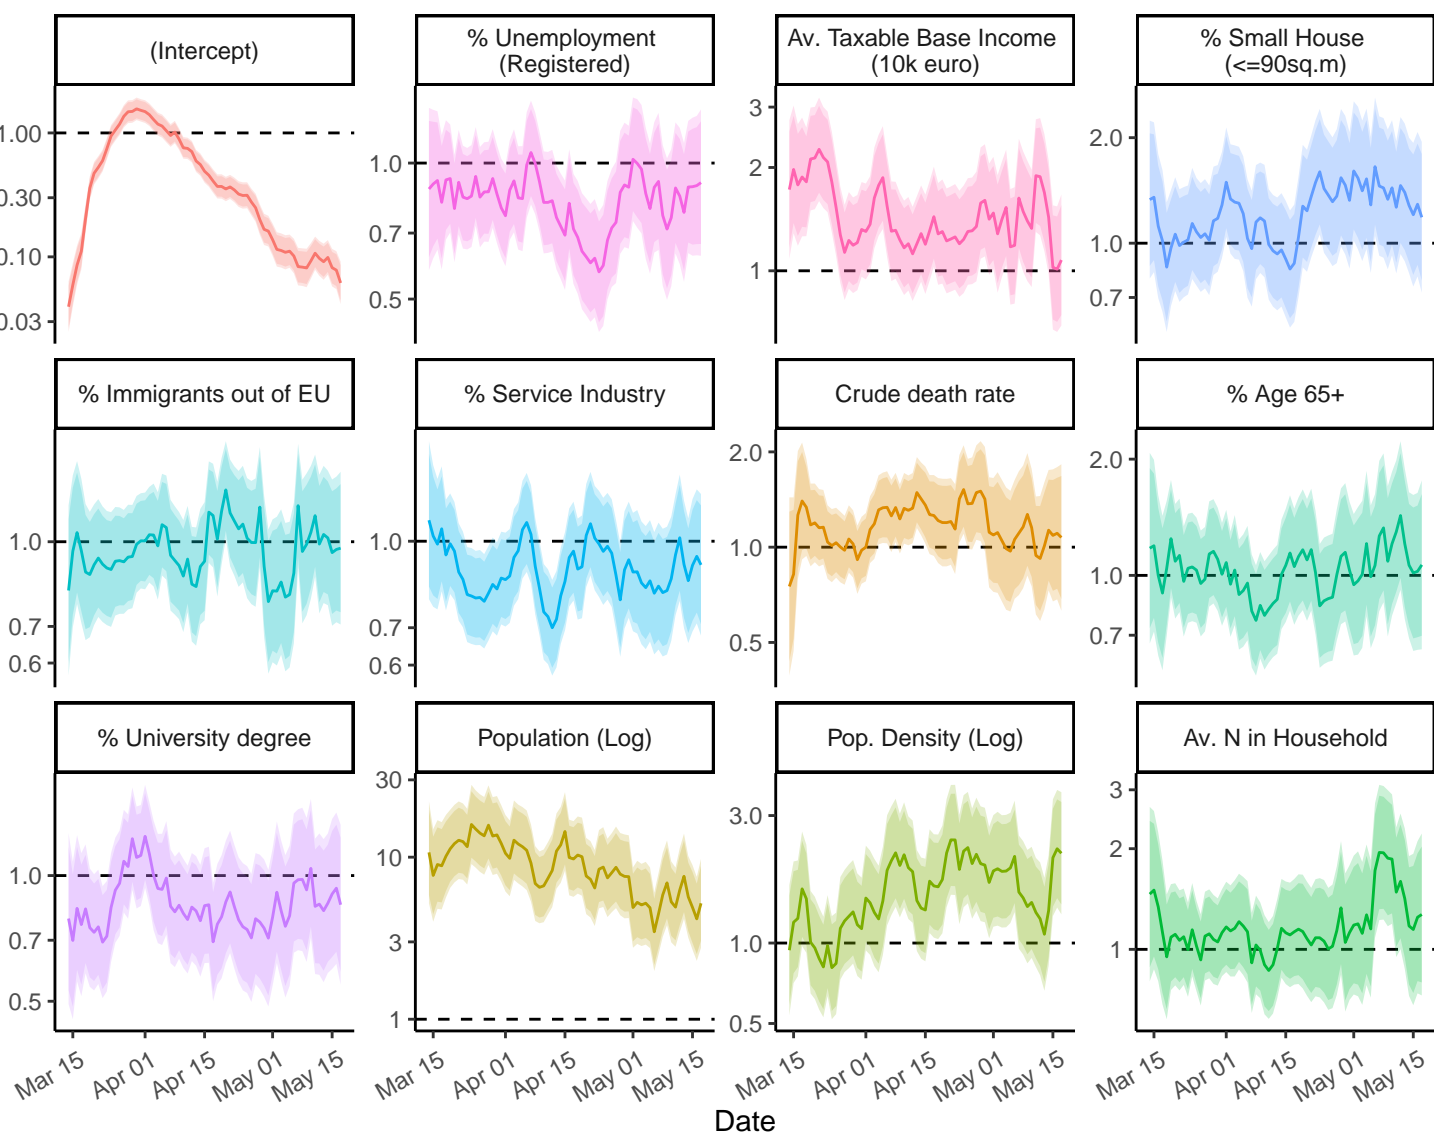 (Intercept)
% Unemployment
(Registered)
Av. Taxable Base Income
(10k euro)
% Small House
(<=90sq.m)
1.00
0.30
0.10
0.03
1.0
0.7
0.5
3
2
1
2.0
1.0
0.7
% Immigrants out of EU
% Service Industry
Crude death rate
% Age 65+
1.0
0.7
0.6
1.0
0.7
0.6
2.0
1.0
0.5
2.0
1.0
0.7
% University degree
Population (Log)
Pop. Density (Log)
Av. N in Household
1.0
0.7
0.5
30
10
3
1
3.0
1.0
0.5
3
2
1
Mar 15
Apr 01
Apr 15
May 01
May 15
Mar 15
Apr 01
Apr 15
May 01
May 15
Mar 15
Apr 01
Apr 15
May 01
May 15
Mar 15
Apr 01
Apr 15
May 01
May 15
Date